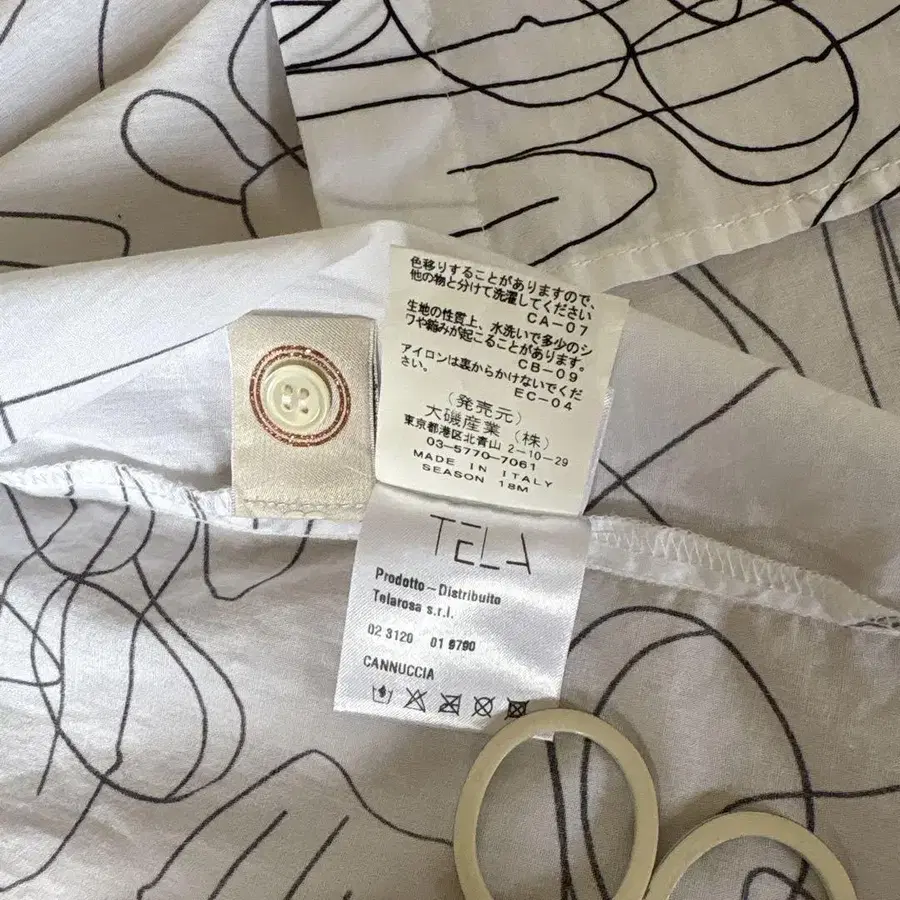 色移りすることがありますので、
他の物と分けて洗濯してください
CA-07
生地の性質上、水洗いで多少のシ
ワや縮みが起こることがあります。
CB-09
アイロンは裏からかけないでくだ
さい。
EC-04
(発売元)
大磯産業(株)
東京都港区北青山 2-10-29
03-5770-7061
MADE IN ITALY
SEASON 18M
TELA
Prodotto-Distribuito
Telarosa s.r.l.
02 3120 01 9790
CANNUCCIA